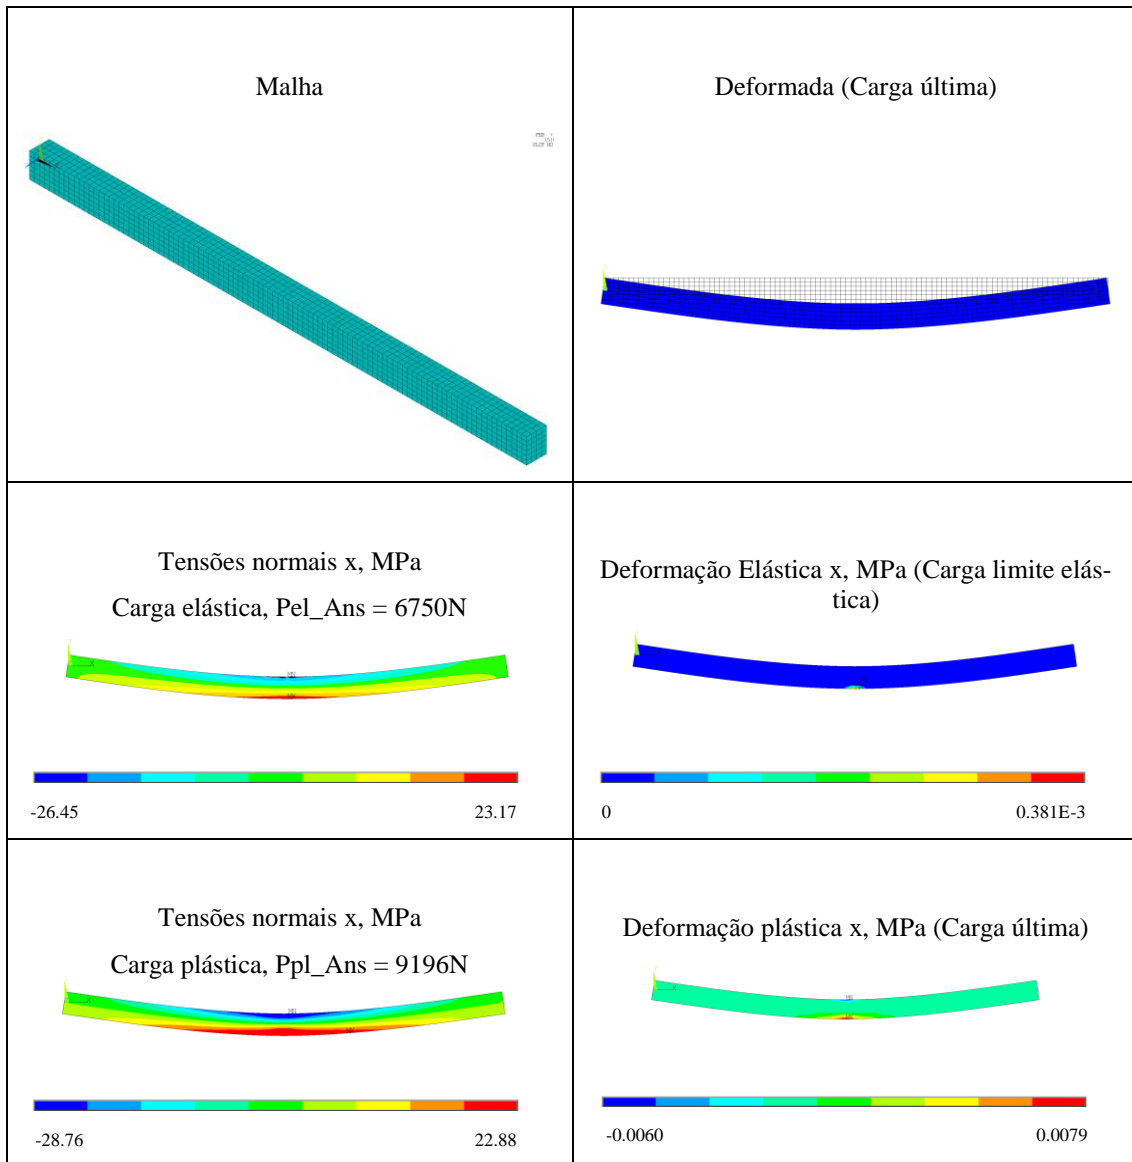 Malha
Deformada (Carga última)
Tensões normais x, MPa
Carga elástica, Pel_Ans = 6750N
-26.45
23.17
Deformação Elástica x, MPa (Carga limite elás-
tica)
0
0.381E-3
Tensões normais x, MPa
Carga plástica, Ppl_Ans = 9196N
-28.76
22.88
Deformação plástica x, MPa (Carga última)
-0.0060
0.0079